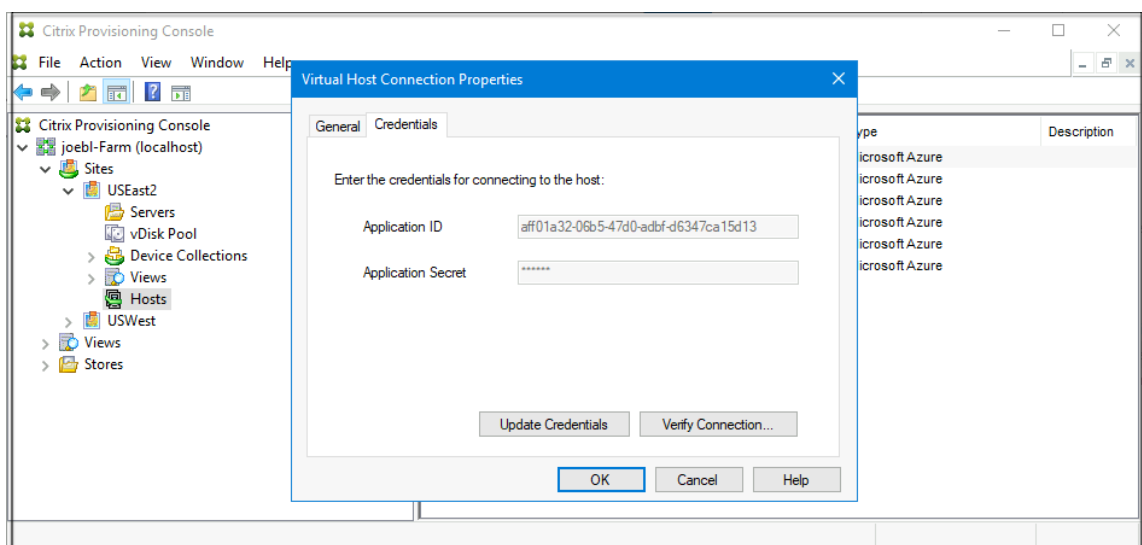 Citrix Provisioning Console
File Action View Window Help
Virtual Host Connection Properties
Citrix Provisioning Console
joebl-Farm (localhost)
Sites
USEast2
Servers
vDisk Pool
Device Collections
Views
Hosts
USWest
Views
Stores
General Credentials
Enter the credentials for connecting to the host:
Application ID aff01a32-06b5-47d0-adbf-d6347ca15d13
Application Secret ******
Update Credentials Verify Connection...
OK Cancel Help
ype Description
icrosoft Azure
icrosoft Azure
icrosoft Azure
icrosoft Azure
icrosoft Azure
icrosoft Azure